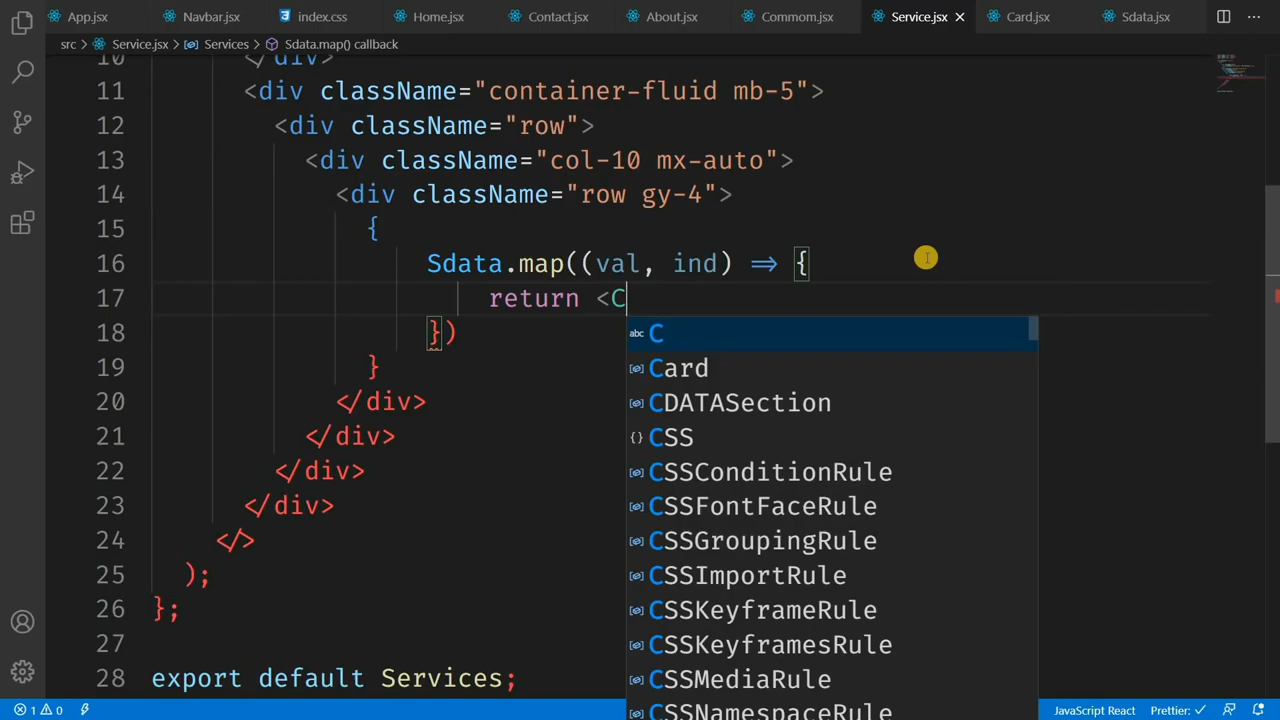 App.jsx Navbar.jsx index.css Home.jsx Contact.jsx About.jsx Commom.jsx Service.jsx Card.jsx Sdata.jsx
src > Service.jsx > Services > Sdata.map() callback
10 </div>
11 <div className="container-fluid mb-5">
12 <div className="row">
13 <div className="col-10 mx-auto">
14 <div className="row gy-4">
15 {
16 Sdata.map((val, ind) => {
17 return <C
18 })
19 }
20 </div>
21 </div>
22 </div>
23 </div>
24 </>
25 );
26 };
27
28 export default Services;
abc C
Card
CDATASection
{} CSS
CSSConditionRule
CSSFontFaceRule
CSSGroupingRule
CSSImportRule
CSSKeyframeRule
CSSKeyframesRule
CSSMediaRule
CSSNamespaceRule
1 0 JavaScript React Prettier: ✓